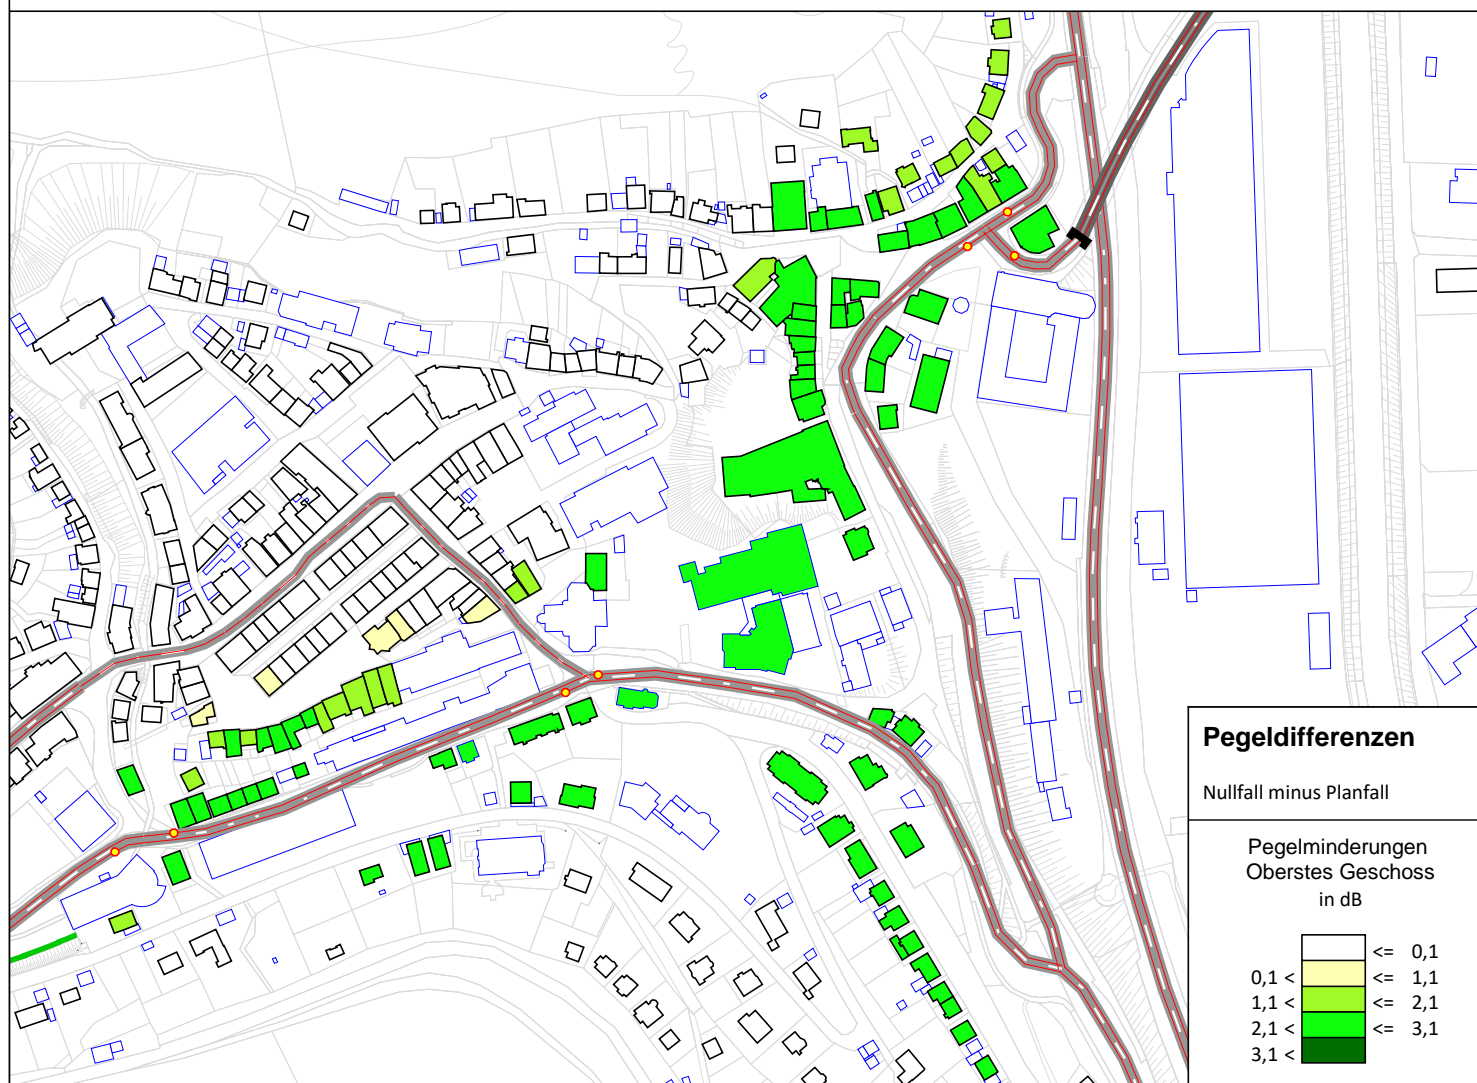 Pegeldifferenzen
Nullfall minus Planfall
Pegelminderungen
Oberstes Geschoss
in dB
<= 0,1
0,1 < <= 1,1
1,1 < <= 2,1
2,1 < <= 3,1
3,1 <